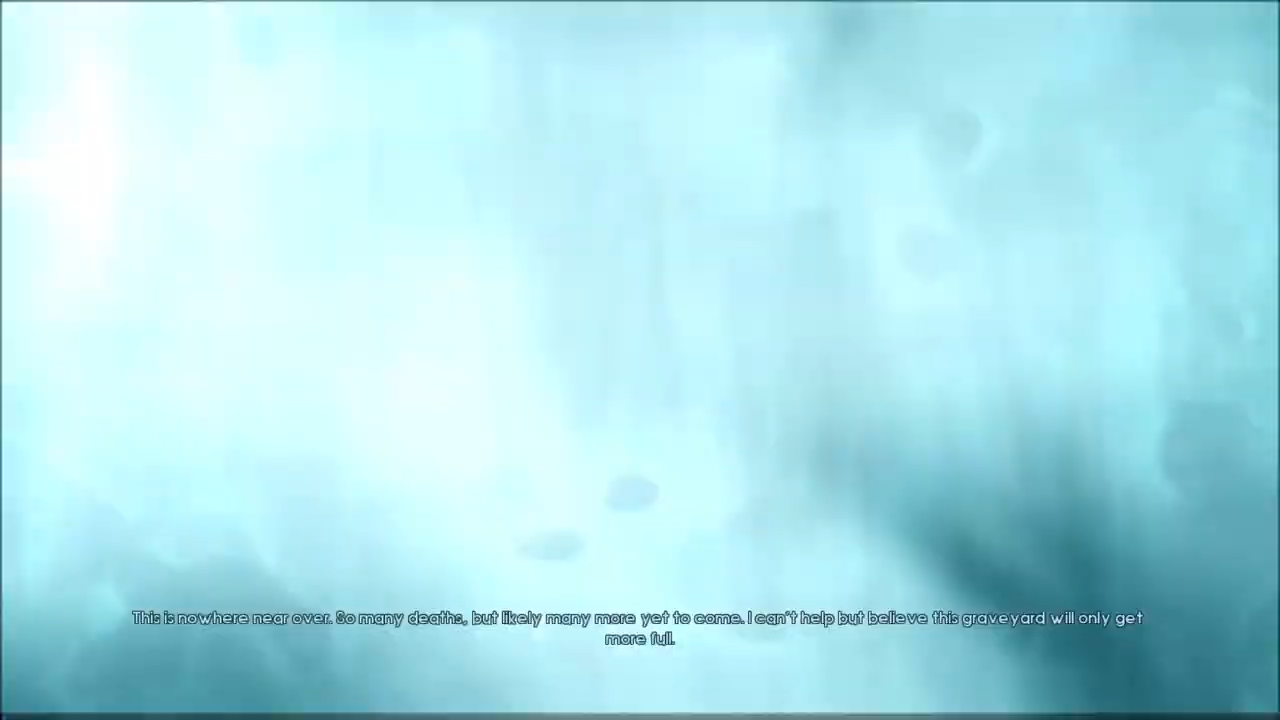 This is nowhere near over. So many deaths, but likely many more yet to come. I can't help but believe this graveyard will only get
more full.